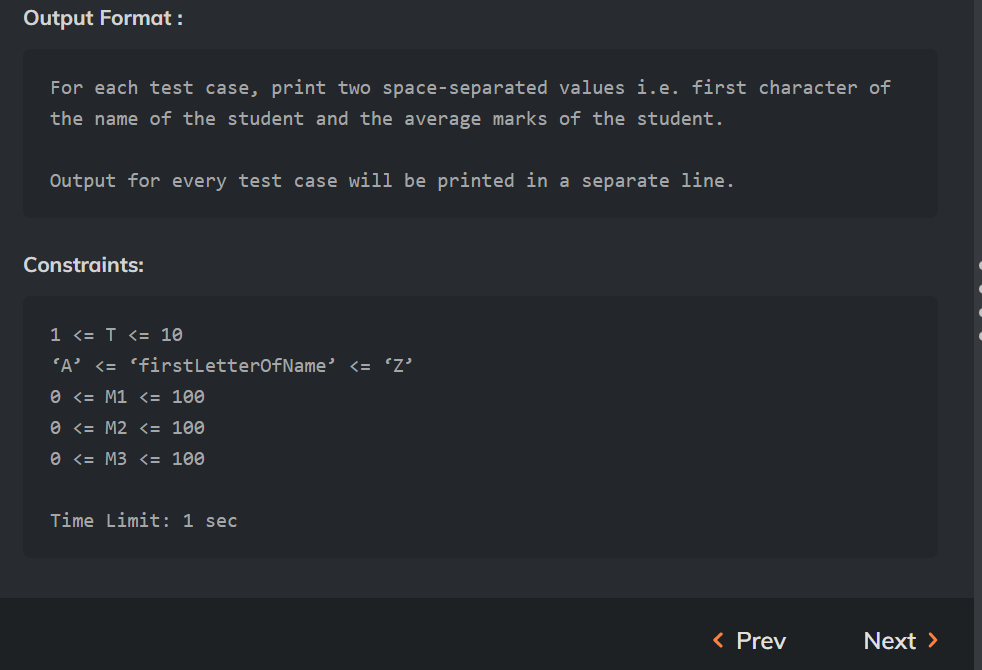 Output Format :
For each test case, print two space-separated values i.e. first character of
the name of the student and the average marks of the student.
Output for every test case will be printed in a separate line.
Constraints:
1 <= T <= 10
‘A’ <= ‘firstLetterOfName’ <= ‘Z’
0 <= M1 <= 100
0 <= M2 <= 100
0 <= M3 <= 100
Time Limit: 1 sec
Prev Next